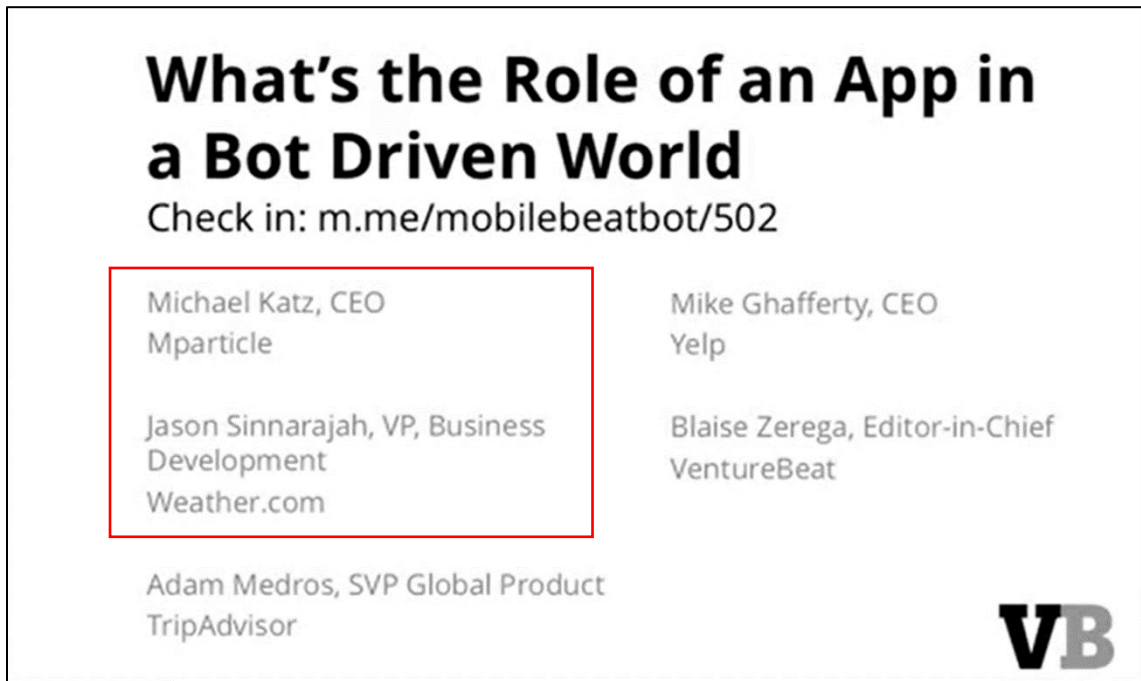 What's the Role of an App in
a Bot Driven World
Check in: m.me/mobilebeatbot/502
Michael Katz, CEO
Mparticle
Jason Sinnarajah, VP, Business
Development
Weather.com
Adam Medros, SVP Global Product
TripAdvisor
Mike Ghafferty, CEO
Yelp
Blaise Zerega, Editor-in-Chief
VentureBeat
VB